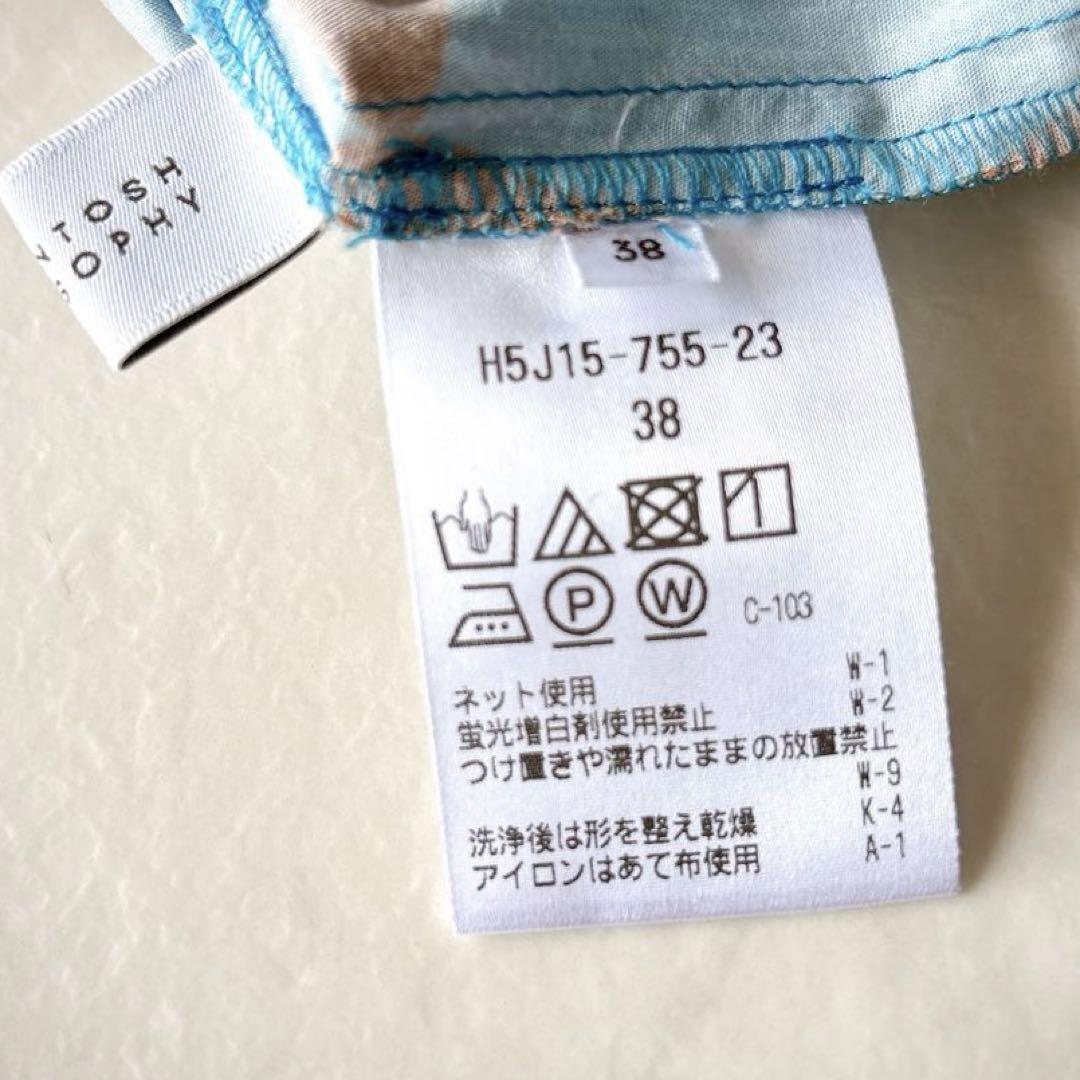 TOSH
OPHY
38
H5J15-755-23
38
P W C-103
ネット使用 W-1
蛍光増白剤使用禁止 W-2
つけ置きや濡れたままの放置禁止
W-9
洗浄後は形を整え乾燥 K-4
アイロンはあて布使用 A-1